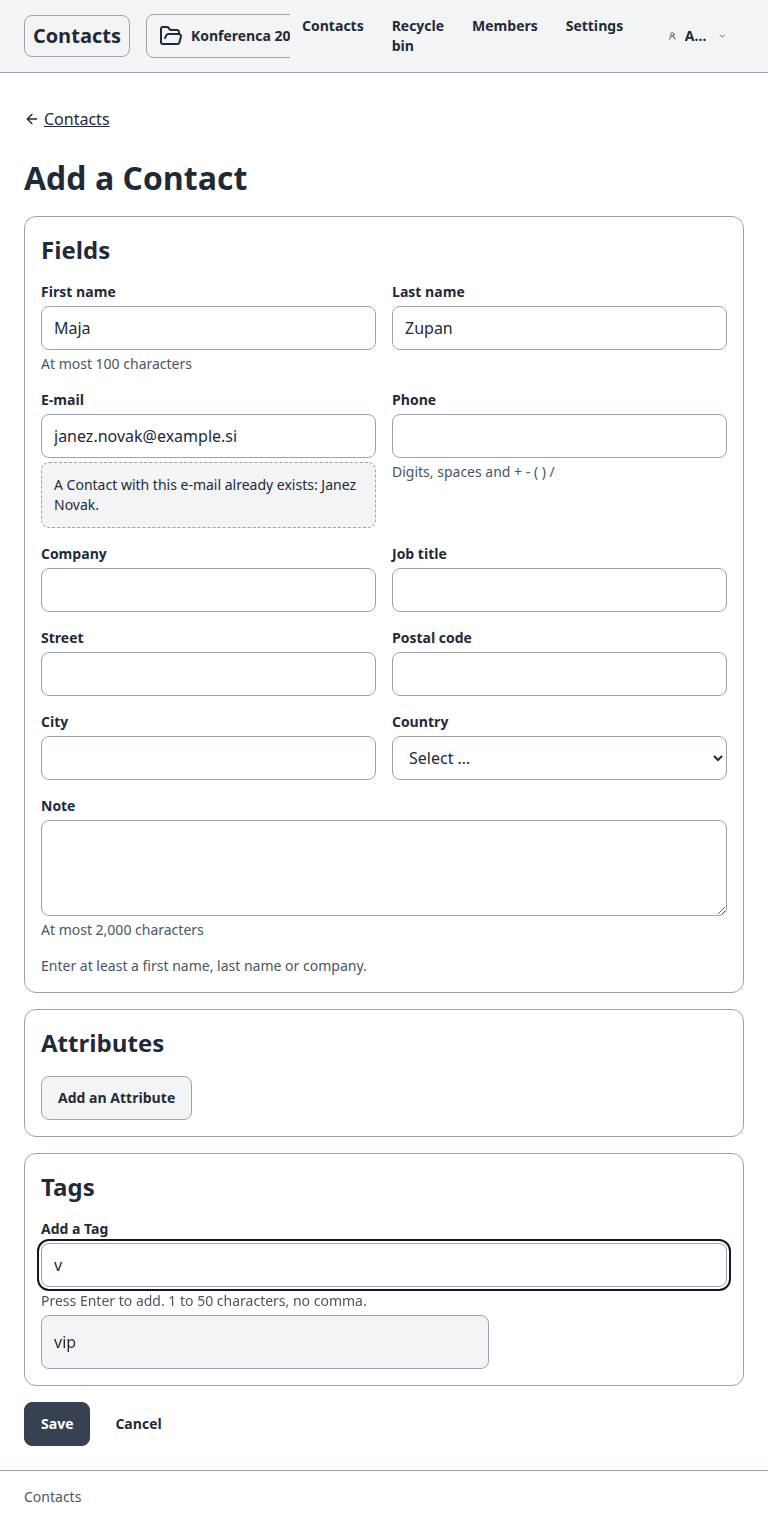 Contacts
Konferenca 20
Contacts
Recycle
bin
Members
Settings
A...
Contacts
Add a Contact
Fields
First name
Last name
Maja
Zupan
At most 100 characters
E-mail
Phone
janez.novak@example.si
A Contact with this e-mail already exists: Janez
Novak.
Digits, spaces and + - ( ) /
Company
Job title
Street
Postal code
City
Country
Select ...
Note
At most 2,000 characters
Enter at least a first name, last name or company.
Attributes
Add an Attribute
Tags
Add a Tag
v
Press Enter to add. 1 to 50 characters, no comma.
vip
Save
Cancel
Contacts